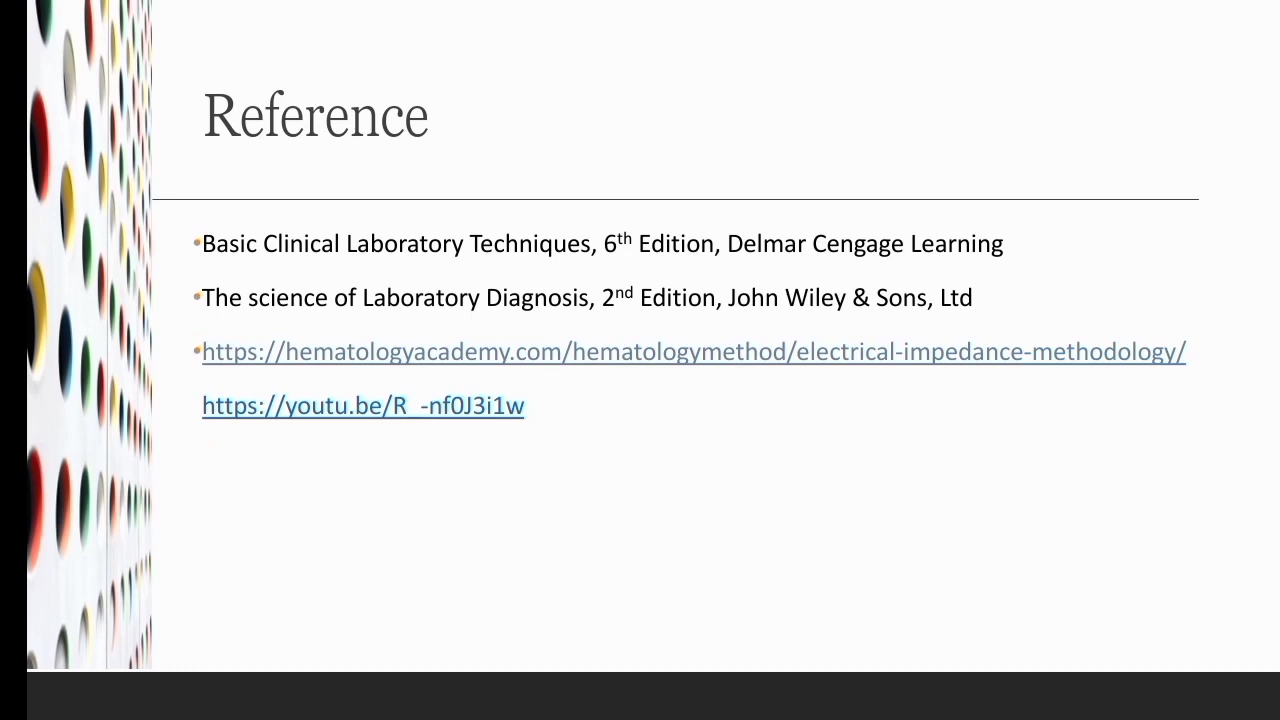 Reference
•Basic Clinical Laboratory Techniques, 6th Edition, Delmar Cengage Learning
•The science of Laboratory Diagnosis, 2nd Edition, John Wiley & Sons, Ltd
•https://hematologyacademy.com/hematologymethod/electrical-impedance-methodology/
https://youtu.be/R_-nf0J3i1w